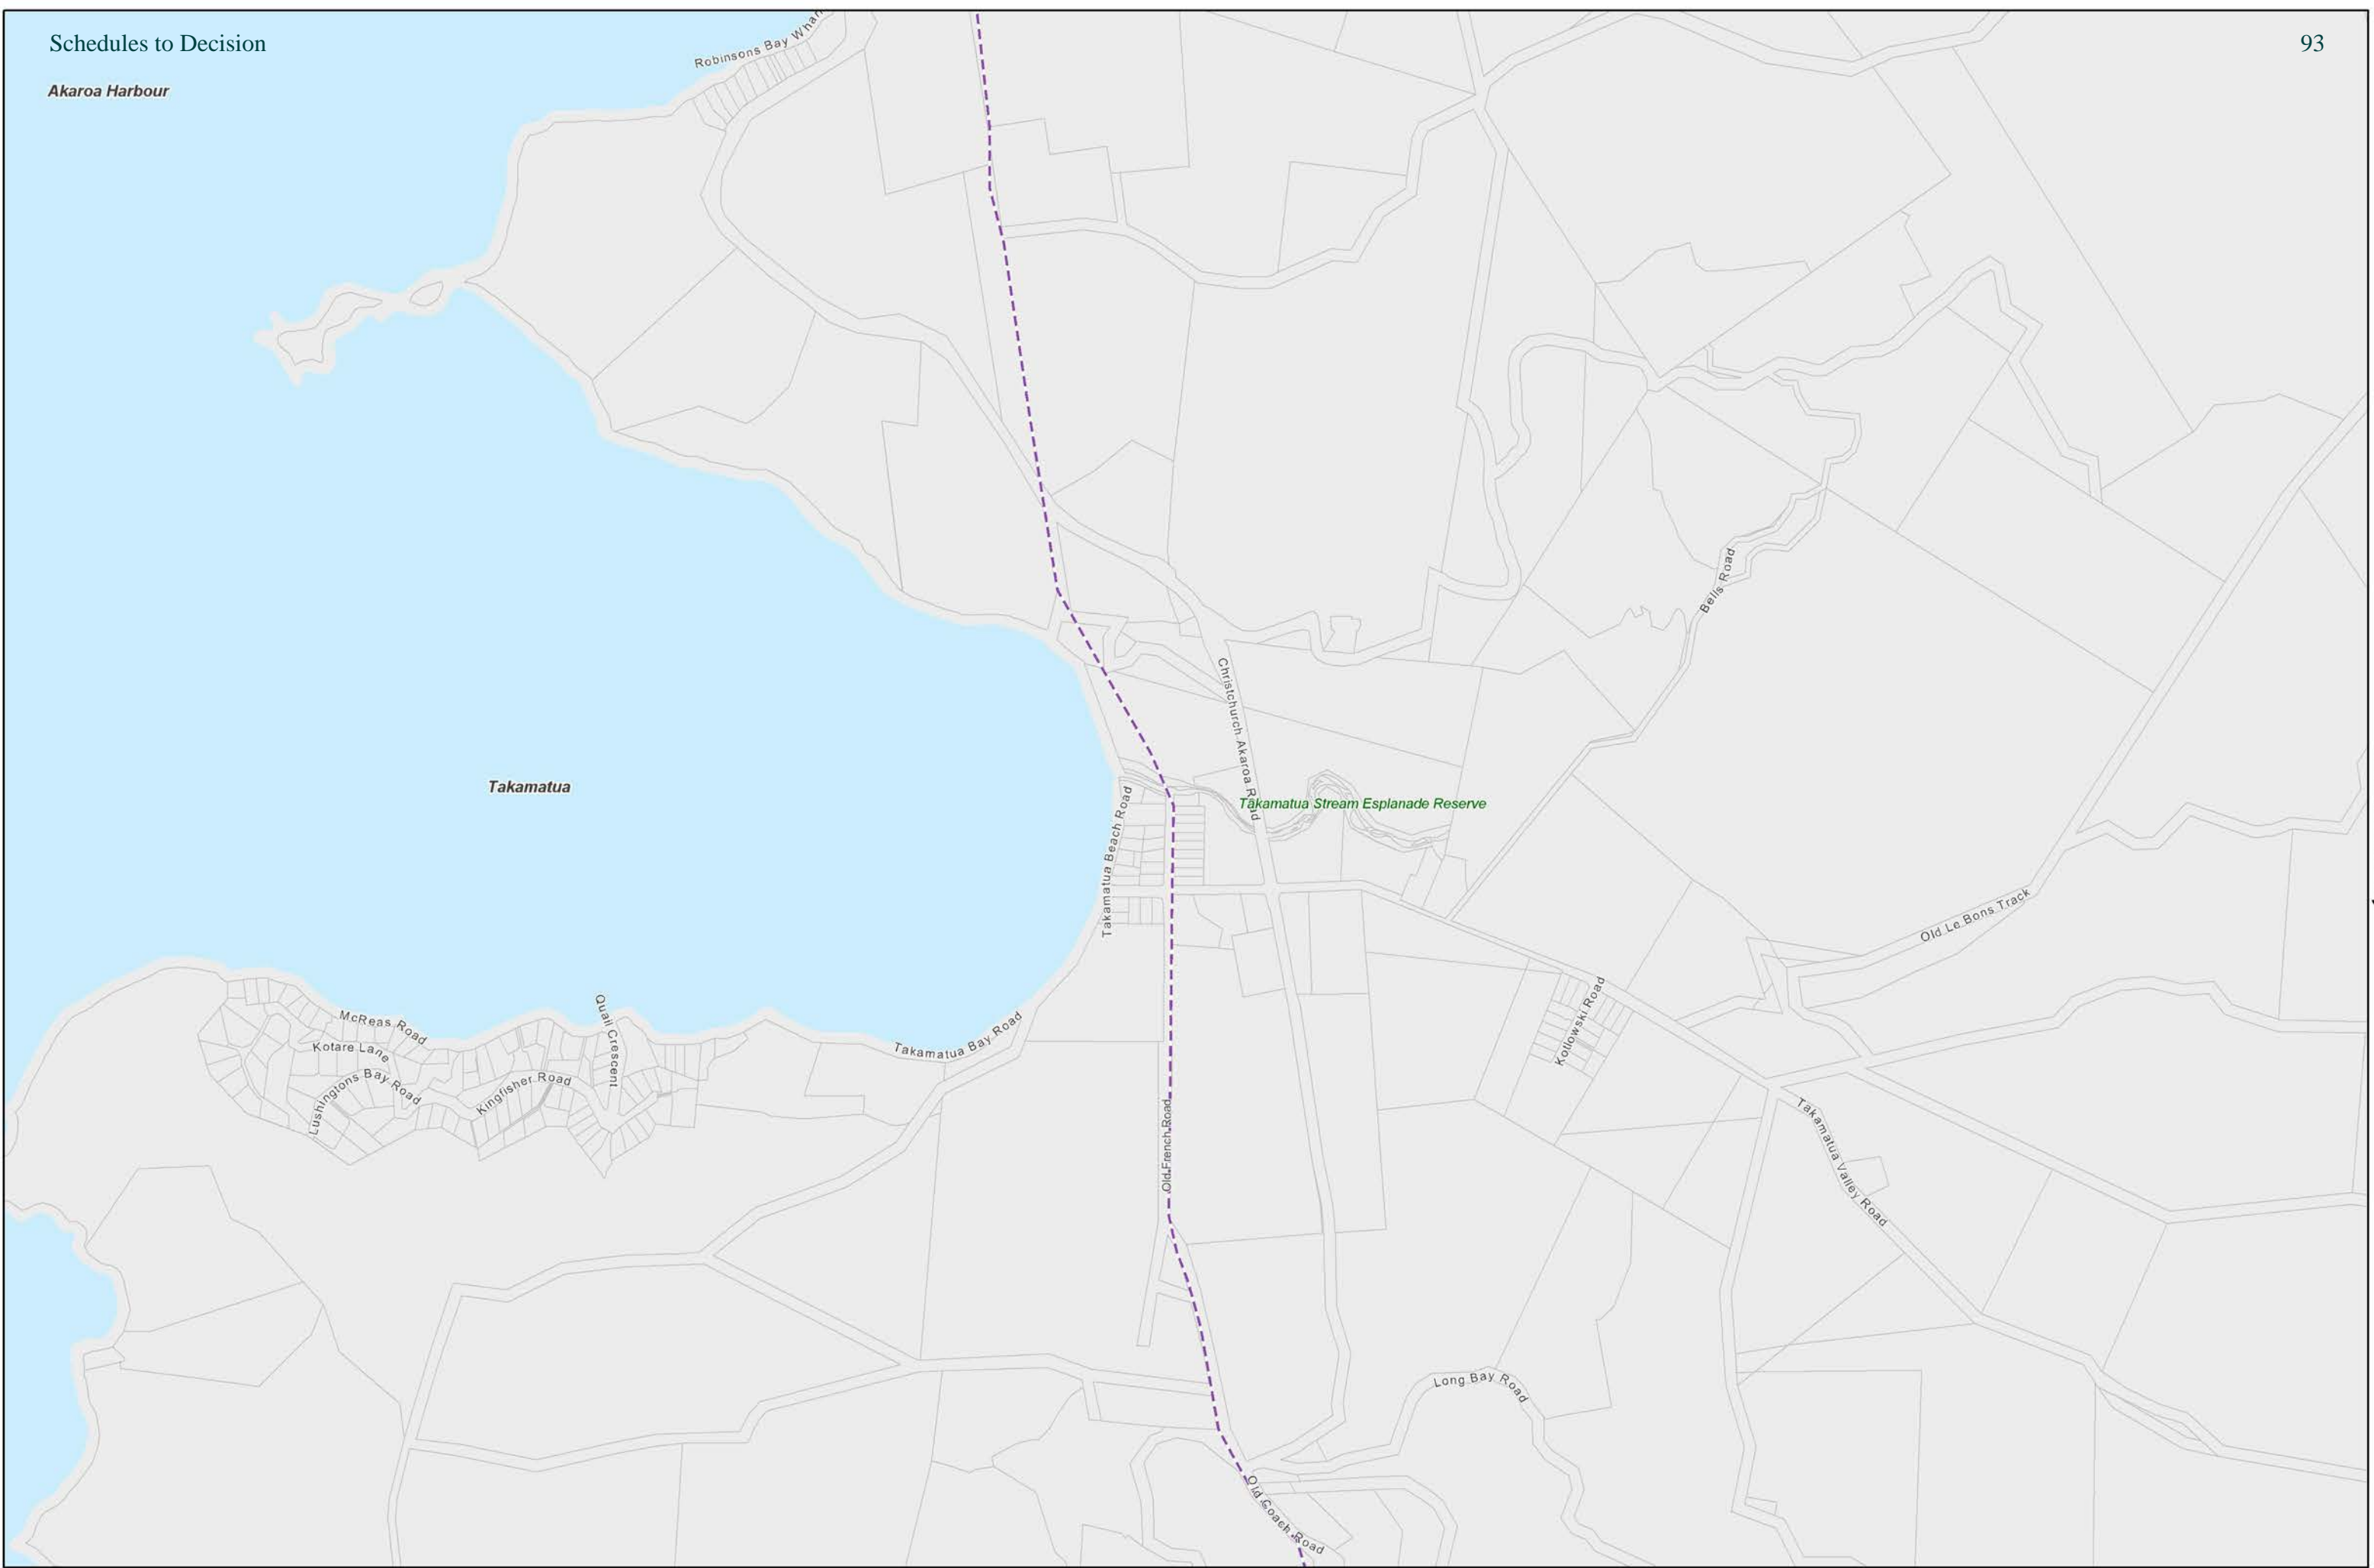 Schedules to Decision
93
Robinsons Bay Wharf
Akaroa Harbour
Bells Road
Christchurch Akaroa Road
Takamatua
Takamatua Stream Esplanade Reserve
Takamatua Beach Road
Old Le Bons Track
Kotlowski Road
Quail Crescent
McReas Road
Kotare Lane
Takamatua Bay Road
Lushingtons Bay Road
Kingfisher Road
Old French Road
Takamatua Valley Road
Long Bay Road
Old Coach Road